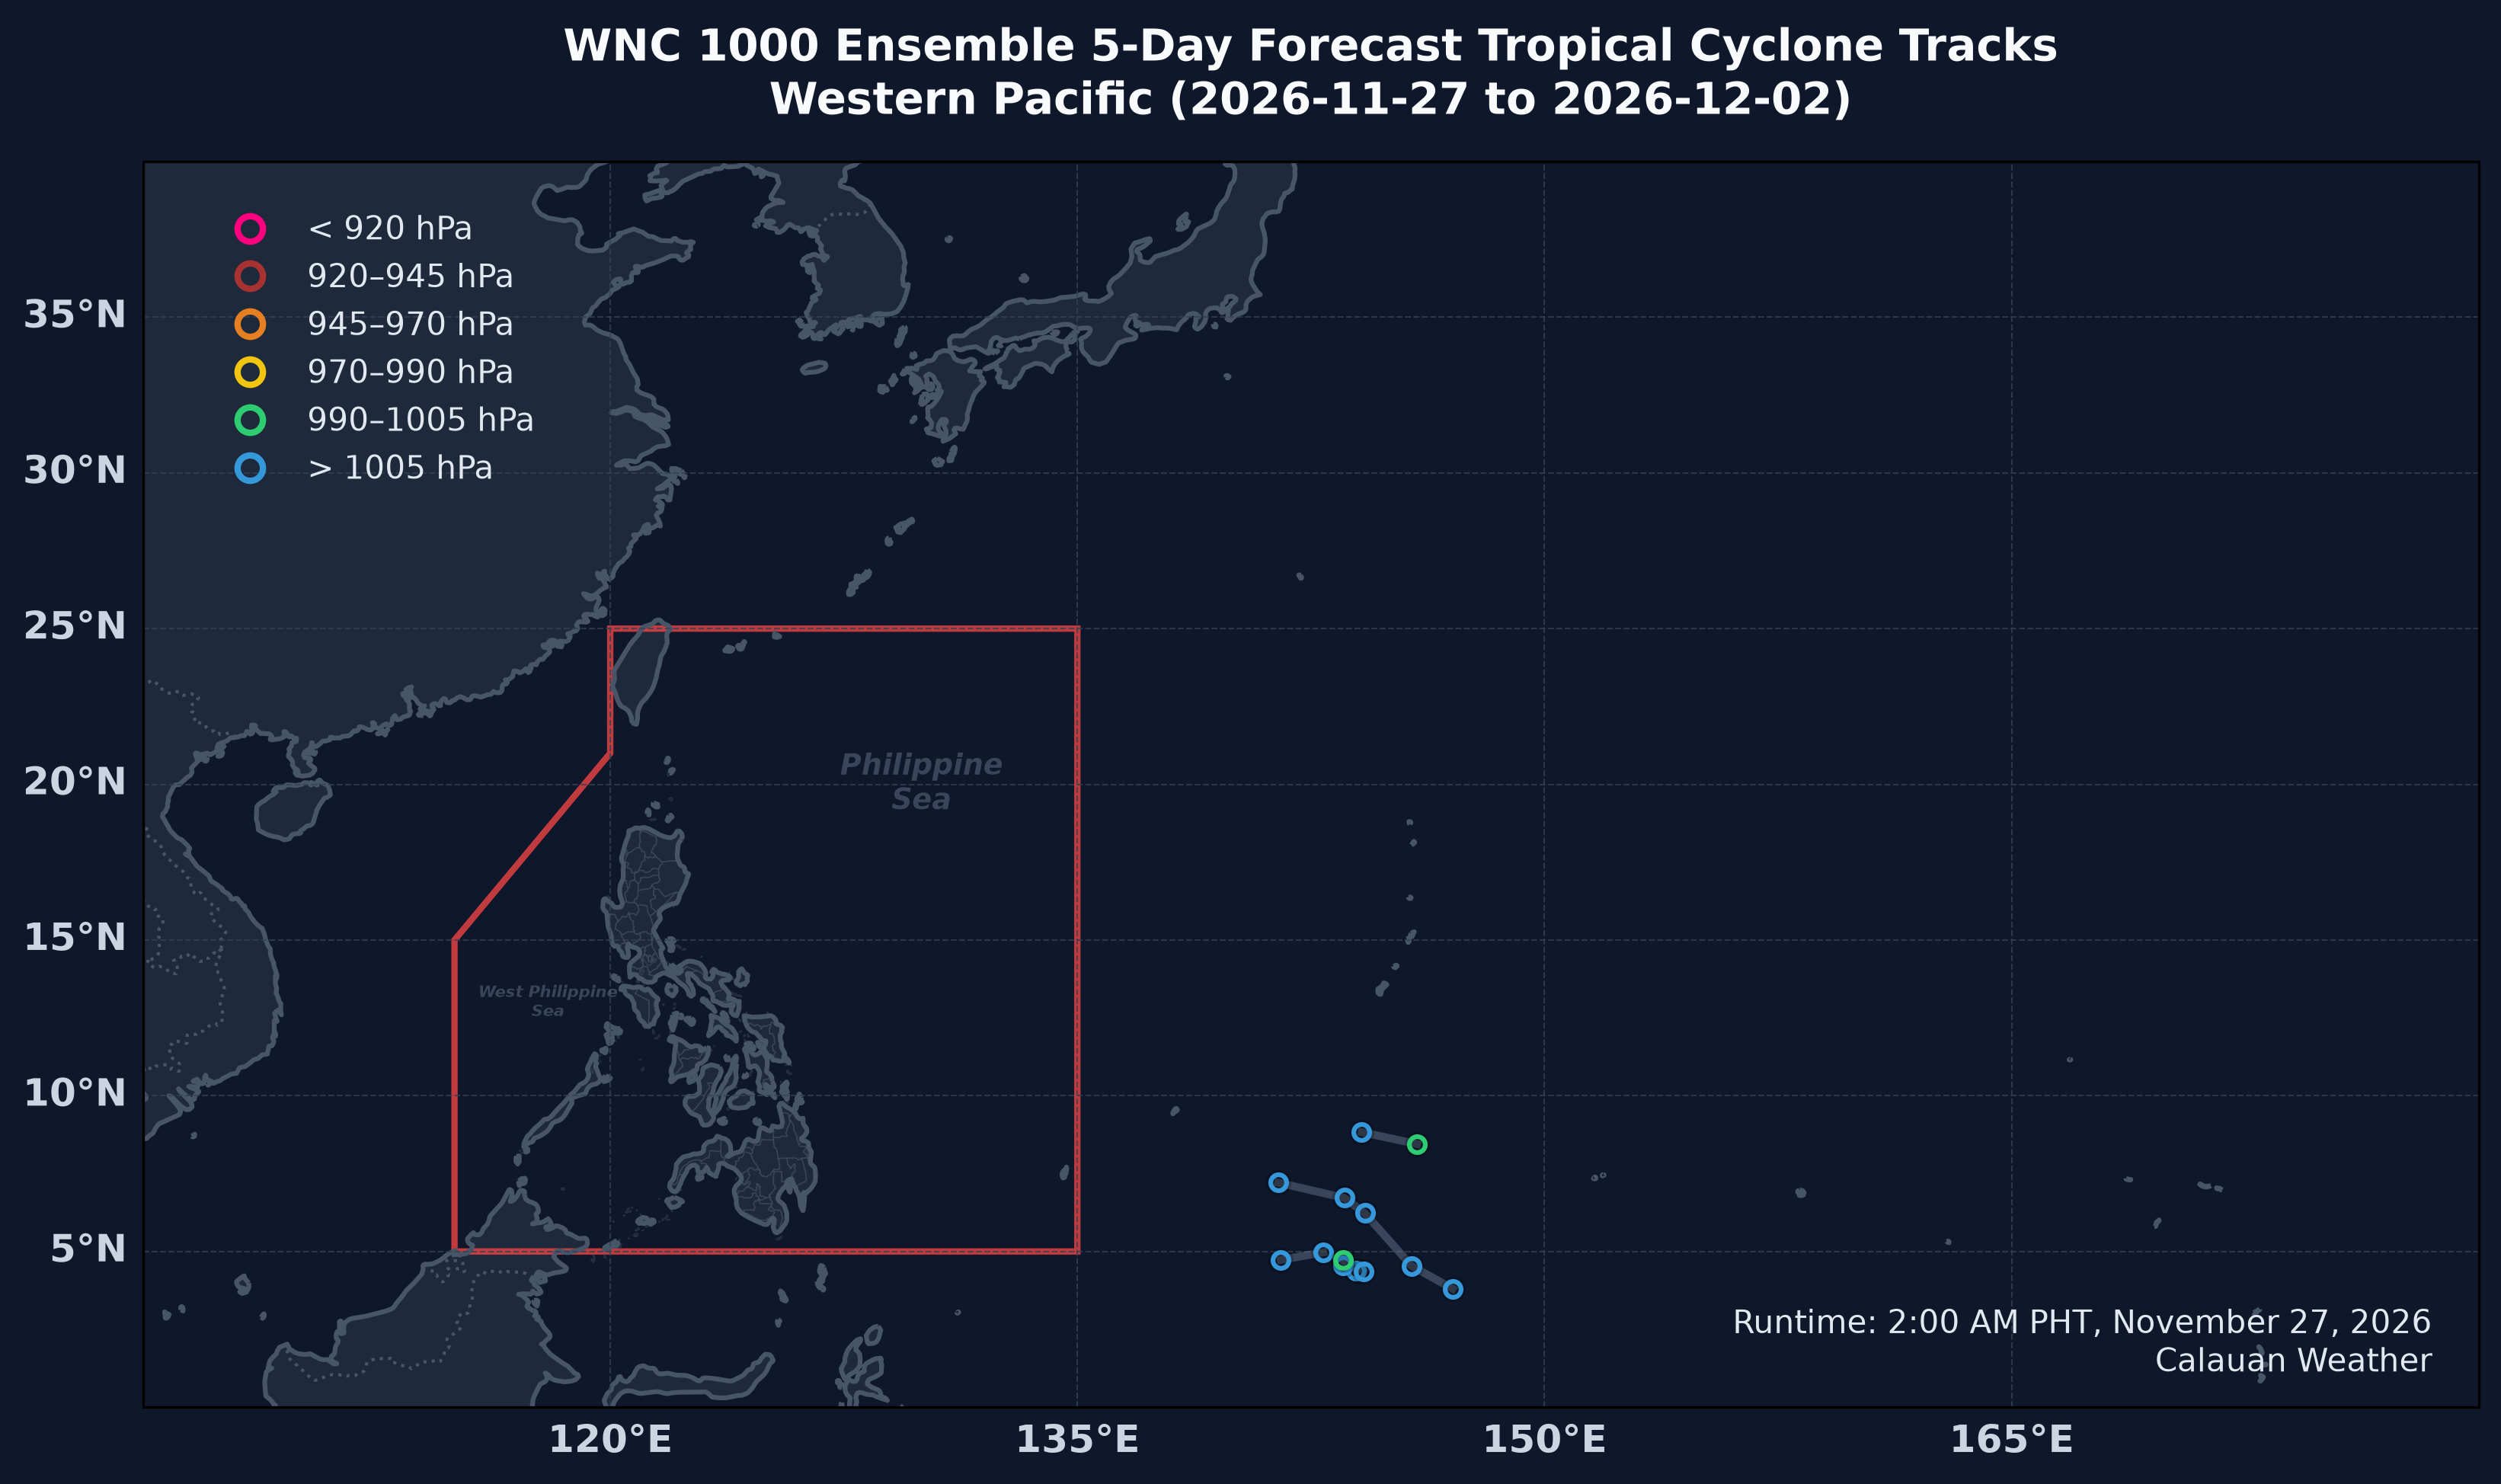 WNC 1000 Ensemble 5-Day Forecast Tropical Cyclone Tracks
Western Pacific (2026-11-27 to 2026-12-02)
< 920 hPa
920–945 hPa
945–970 hPa
970–990 hPa
990–1005 hPa
> 1005 hPa
35°N
30°N
25°N
20°N
15°N
10°N
5°N
Philippine
Sea
West Philippine
Sea
Runtime: 2:00 AM PHT, November 27, 2026
Calauan Weather
120°E
135°E
150°E
165°E